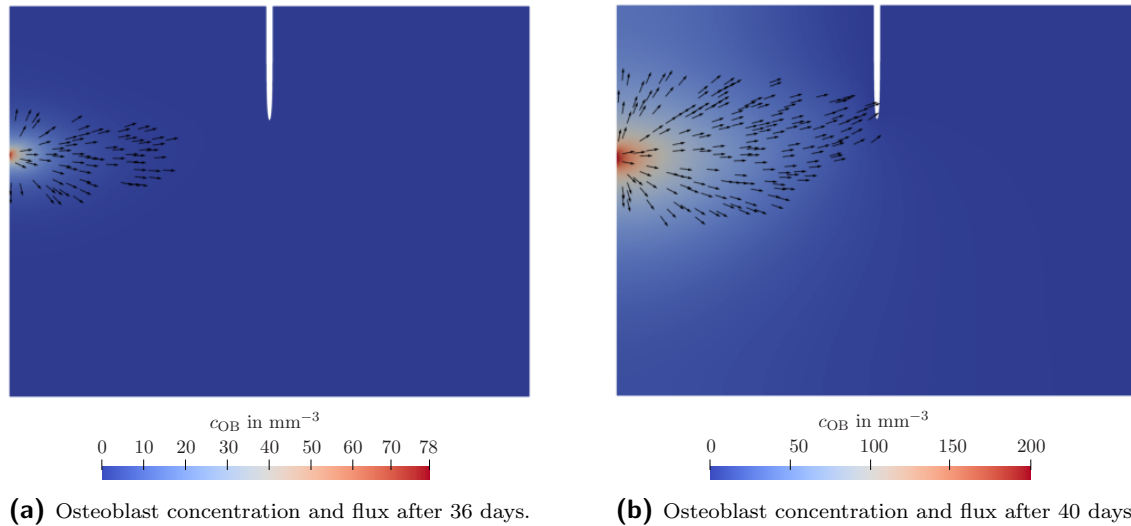 c_OB in mm⁻³
0 10 20 30 40 50 60 70 78
(a) Osteoblast concentration and flux after 36 days.
c_OB in mm⁻³
0 50 100 150 200
(b) Osteoblast concentration and flux after 40 days